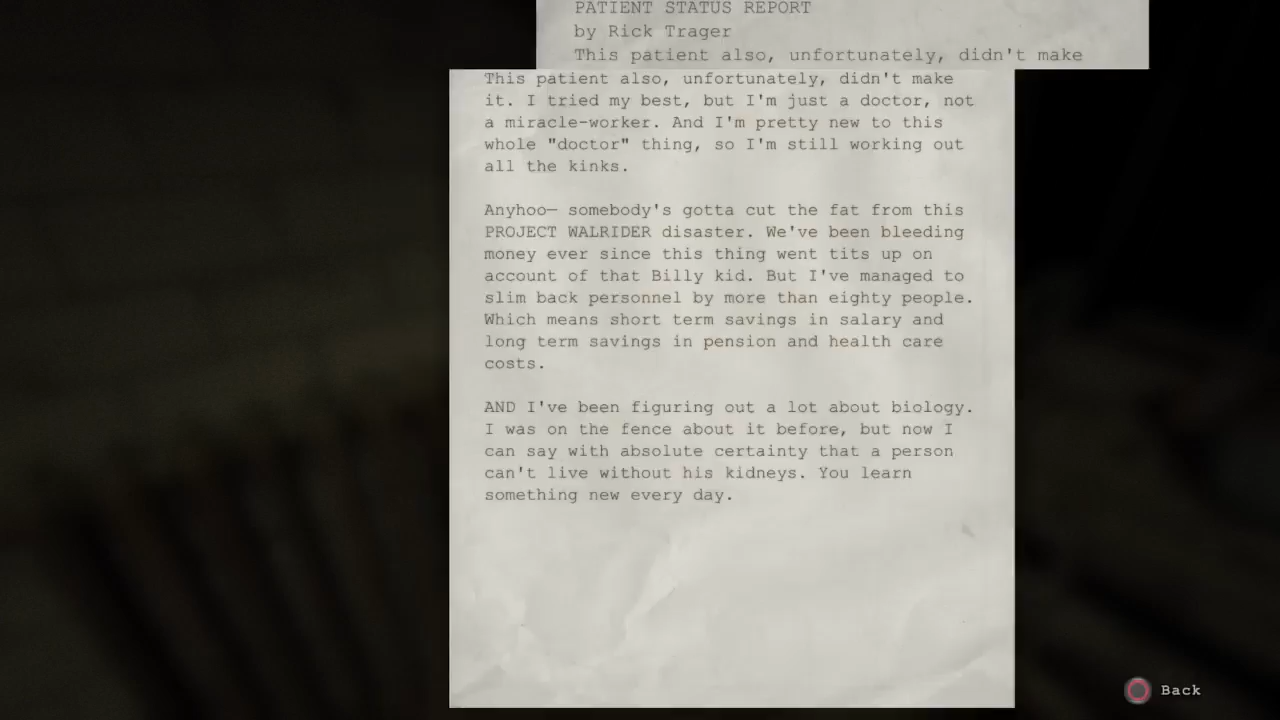 PATIENT STATUS REPORT
by Rick Trager
This patient also, unfortunately, didn't make
This patient also, unfortunately, didn't make
it. I tried my best, but I'm just a doctor, not
a miracle-worker. And I'm pretty new to this
whole "doctor" thing, so I'm still working out
all the kinks.
Anyhoo— somebody's gotta cut the fat from this
PROJECT WALRIDER disaster. We've been bleeding
money ever since this thing went tits up on
account of that Billy kid. But I've managed to
slim back personnel by more than eighty people.
Which means short term savings in salary and
long term savings in pension and health care
costs.
AND I've been figuring out a lot about biology.
I was on the fence about it before, but now I
can say with absolute certainty that a person
can't live without his kidneys. You learn
something new every day.
Back